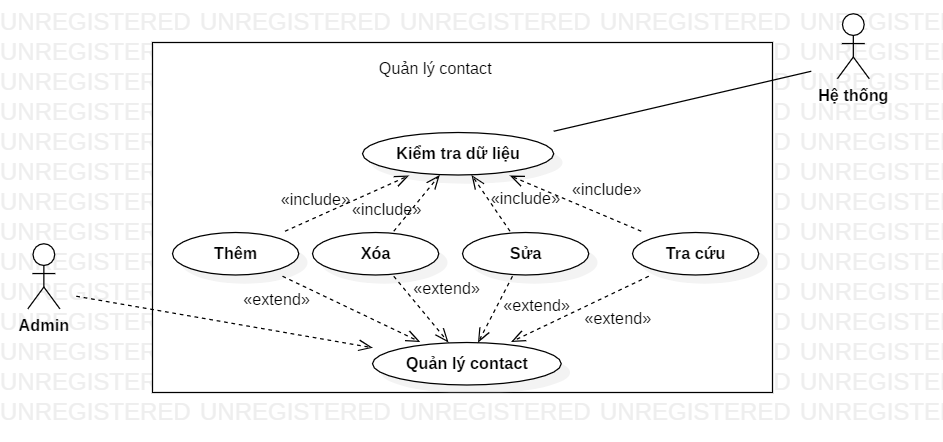 UNREGISTERED UNREGISTERED UNREGISTERED UNREGISTERED UNREGISTERED
Quản lý contact
Hệ thống
Kiểm tra dữ liệu
«include»
«include»
«include»
«include»
Thêm
Xóa
Sửa
Tra cứu
«extend»
«extend»
«extend»
«extend»
Admin
Quản lý contact